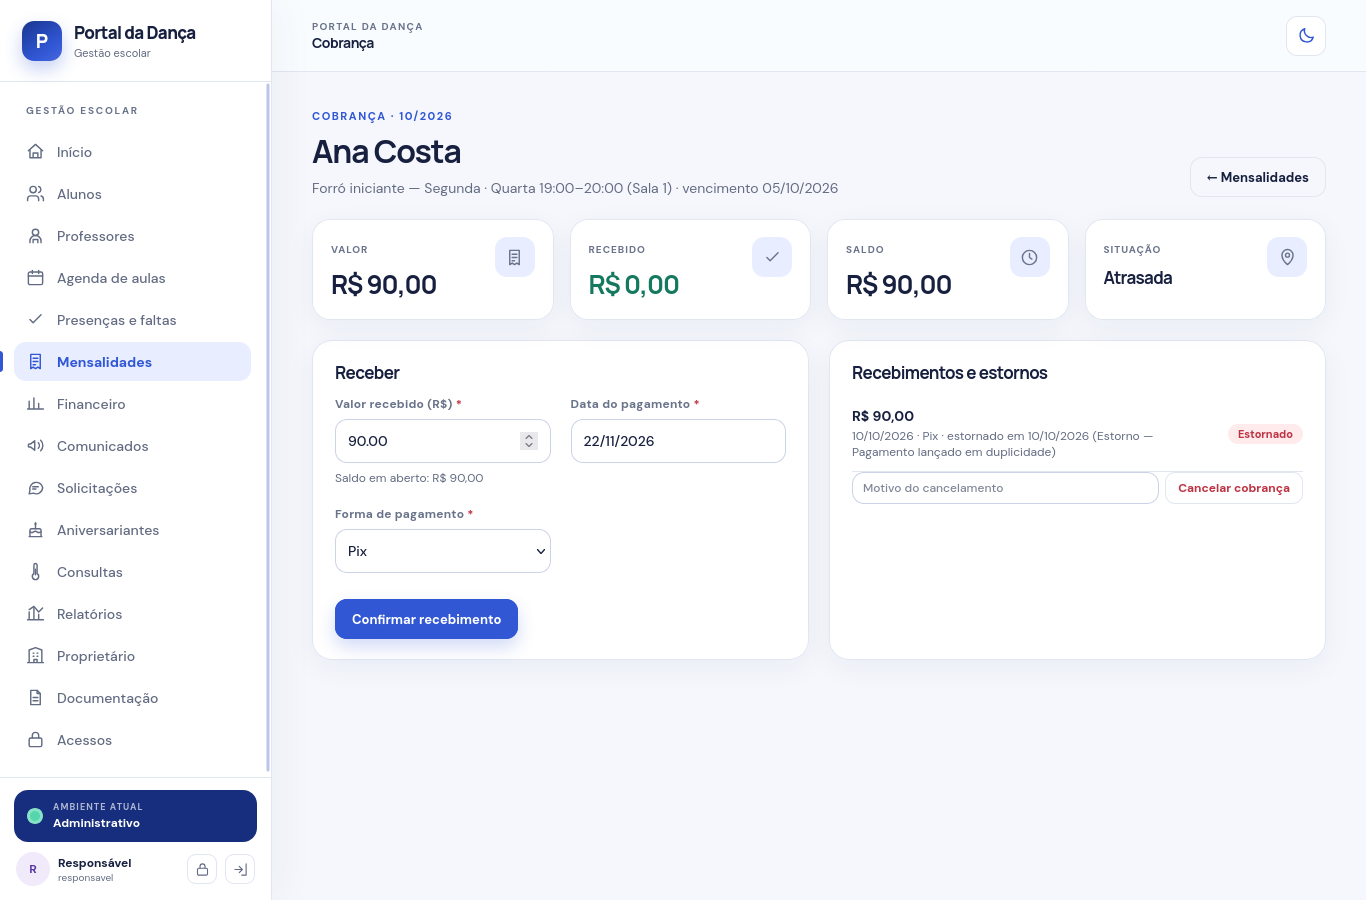 P
Portal da Dança
Gestão escolar
GESTÃO ESCOLAR
Início
Alunos
Professores
Agenda de aulas
Presenças e faltas
Mensalidades
Financeiro
Comunicados
Solicitações
Aniversariantes
Consultas
Relatórios
Proprietário
Documentação
Acessos
AMBIENTE ATUAL
Administrativo
R
Responsável
responsavel
PORTAL DA DANÇA
Cobrança
COBRANÇA · 10/2026
Ana Costa
Forró iniciante — Segunda · Quarta 19:00–20:00 (Sala 1) · vencimento 05/10/2026
← Mensalidades
VALOR
R$ 90,00
RECEBIDO
R$ 0,00
SALDO
R$ 90,00
SITUAÇÃO
Atrasada
Receber
Valor recebido (R$) *
90.00
Saldo em aberto: R$ 90,00
Data do pagamento *
22/11/2026
Forma de pagamento *
Pix
Confirmar recebimento
Recebimentos e estornos
R$ 90,00
10/10/2026 · Pix · estornado em 10/10/2026 (Estorno —
Pagamento lançado em duplicidade)
Estornado
Motivo do cancelamento
Cancelar cobrança